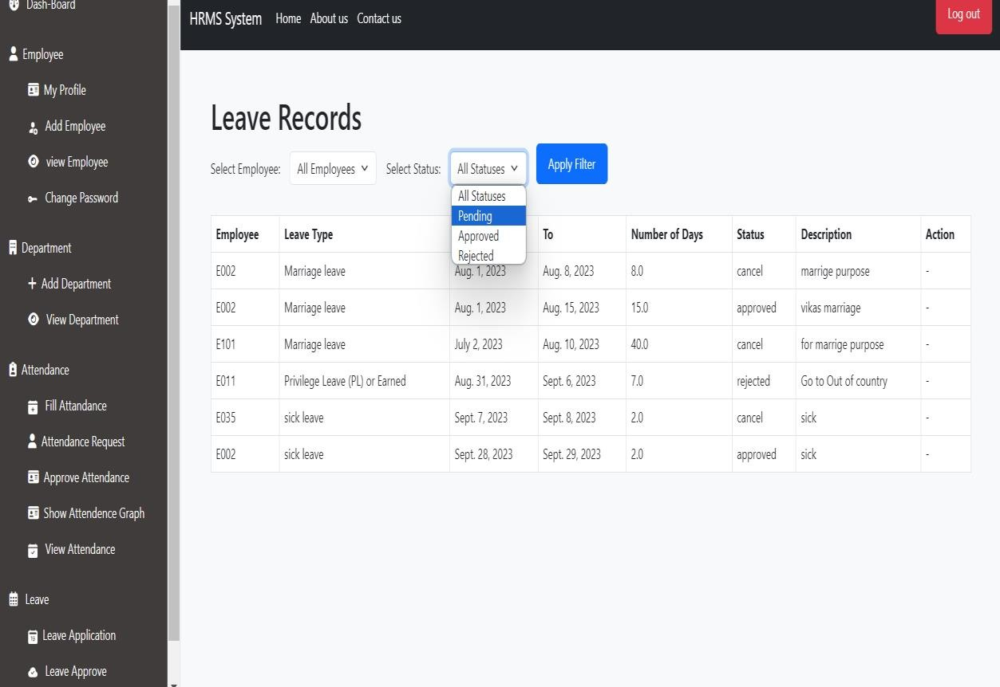 Dash-Board
Employee
My Profile
Add Employee
view Employee
Change Password
Department
Add Department
View Department
Attendance
Fill Attandance
Attendance Request
Approve Attendance
Show Attendence Graph
View Attendance
Leave
Leave Application
Leave Approve
HRMS System Home About us Contact us Log out
Leave Records
Select Employee: All Employees Select Status: All Statuses Apply Filter
All Statuses
Pending
Approved
Rejected
Employee Leave Type To Number of Days Status Description Action
E002 Marriage leave Aug. 1, 2023 Aug. 8, 2023 8.0 cancel marrige purpose -
E002 Marriage leave Aug. 1, 2023 Aug. 15, 2023 15.0 approved vikas marriage -
E101 Marriage leave July 2, 2023 Aug. 10, 2023 40.0 cancel for marrige purpose -
E011 Privilege Leave (PL) or Earned Aug. 31, 2023 Sept. 6, 2023 7.0 rejected Go to Out of country -
E035 sick leave Sept. 7, 2023 Sept. 8, 2023 2.0 cancel sick -
E002 sick leave Sept. 28, 2023 Sept. 29, 2023 2.0 approved sick -